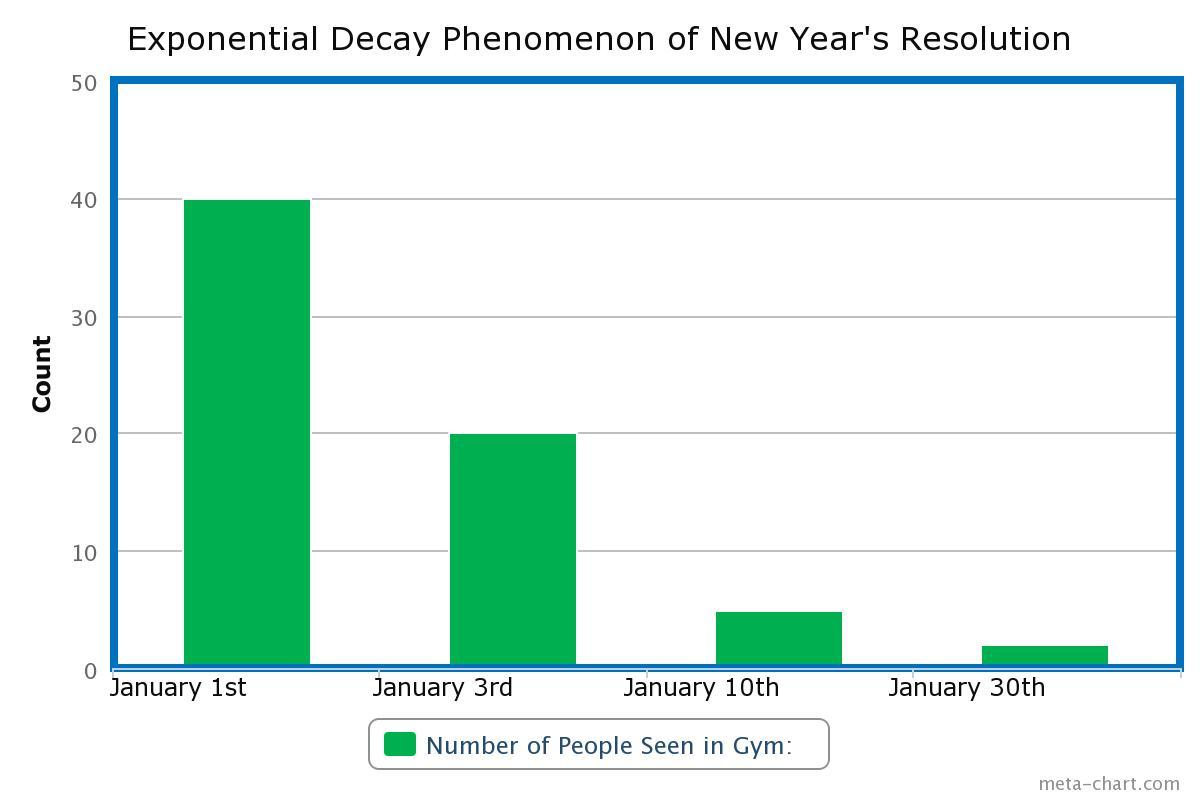 Exponential Decay Phenomenon of New Year's Resolution
50
40
30
20
10
0
Count
January 1st January 3rd January 10th January 30th
Number of People Seen in Gym:
meta-chart.com